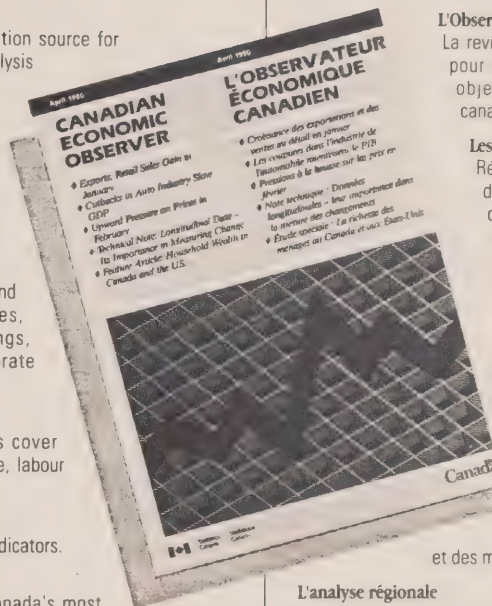 tion source for
lysis
nd
es,
ngs,
orate
s cover
e, labour
dicators.
nada's most
April 1990
CANADIAN
ECONOMIC
OBSERVER
♦ Exports, Retail Sales Gain in
January
♦ Cutbacks in Auto Industry Slow
GDP
♦ Upward Pressure on Prices in
February
♦ Technical Note: Longitudinal Data –
Its Importance in Measuring Change
♦ Feature Article: Household Wealth in
Canada and the U.S.
Avril 1990
L'OBSERVATEUR
ÉCONOMIQUE
CANADIEN
♦ Croissance des exportations et des
ventes au détail en janvier
♦ Les coupures dans l'industrie de
l'automobile ralentissent le PIB
♦ Pressions à la hausse sur les prix en
février
♦ Note technique : Données
longitudinales – leur importance dans
la mesure des changements
♦ Étude spéciale : La richesse des
ménages au Canada et aux États-Unis
Statistics
Canada
Statistique
Canada
Canad
L'Obser
La rev
pour
obje
cana
Les
Ré
d
et des m
L'analyse régionale